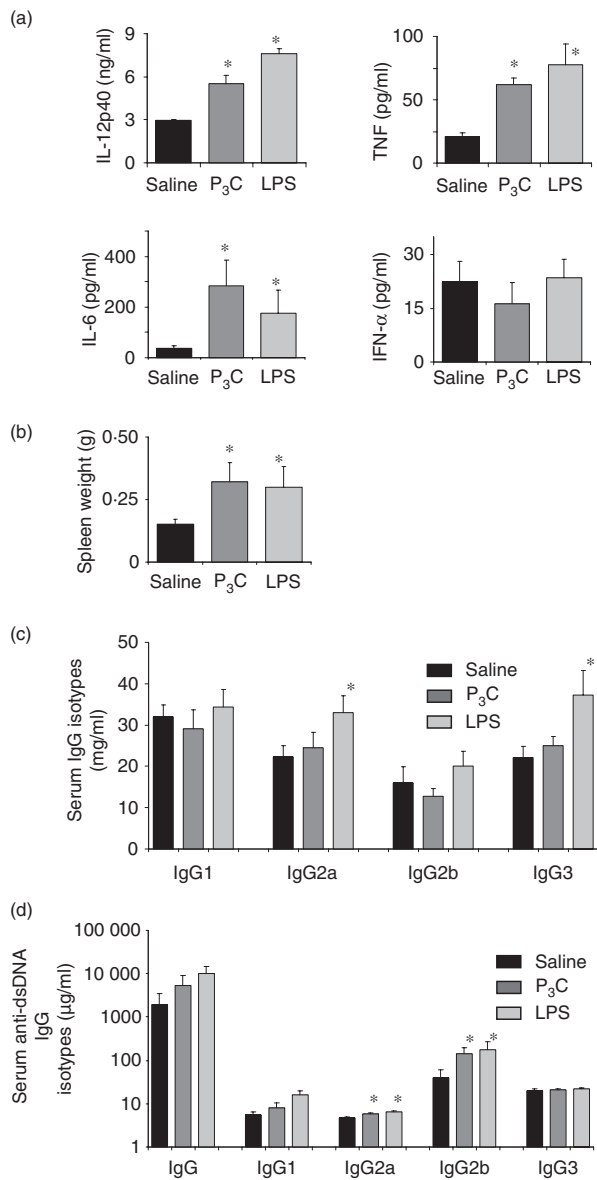 (a)
IL-12p40 (ng/ml)
9
6
3
0
*
*
Saline P₃C LPS
TNF (pg/ml)
100
75
50
25
0
*
*
Saline P₃C LPS
IL-6 (pg/ml)
400
200
0
*
*
Saline P₃C LPS
IFN-α (pg/ml)
30
15
0
Saline P₃C LPS
(b)
Spleen weight (g)
0·50
0·25
0
*
*
Saline P₃C LPS
(c)
Serum IgG isotypes
(mg/ml)
50
40
30
20
10
0
Saline
P₃C
LPS
*
*
IgG1 IgG2a IgG2b IgG3
(d)
Serum anti-dsDNA
IgG
isotypes (μg/ml)
100 000
10 000
1000
100
10
1
Saline
P₃C
LPS
* *
* *
IgG IgG1 IgG2a IgG2b IgG3